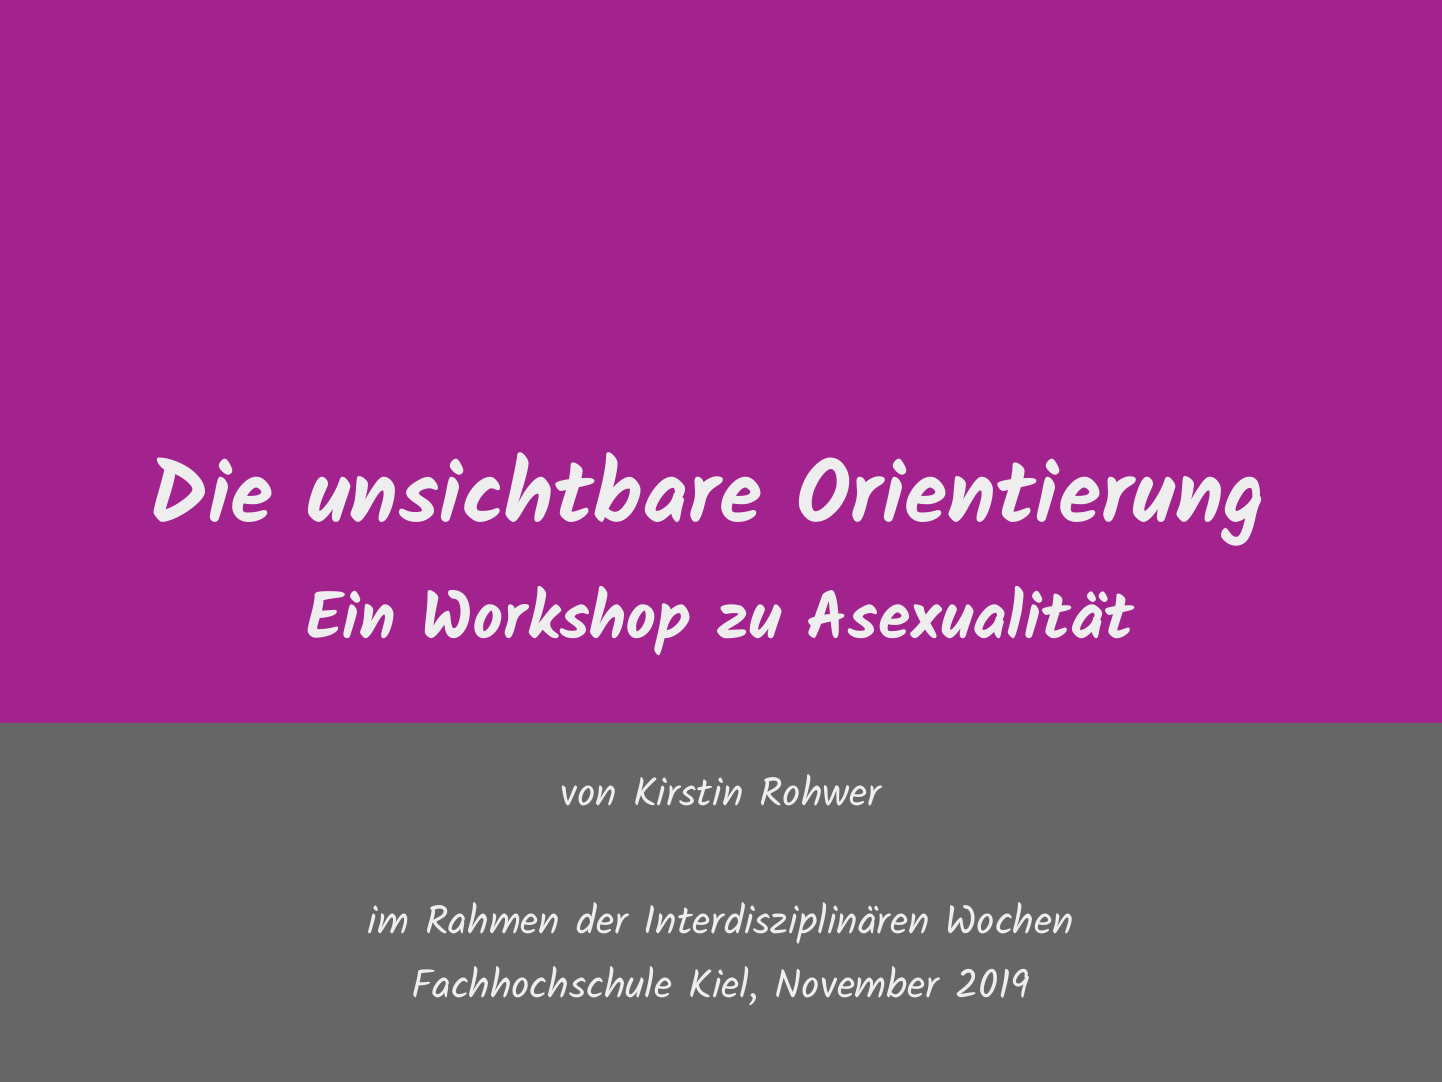 Die unsichtbare Orientierung
Ein Workshop zu Asexualität
von Kirstin Rohwer
im Rahmen der Interdisziplinären Wochen
Fachhochschule Kiel, November 2019